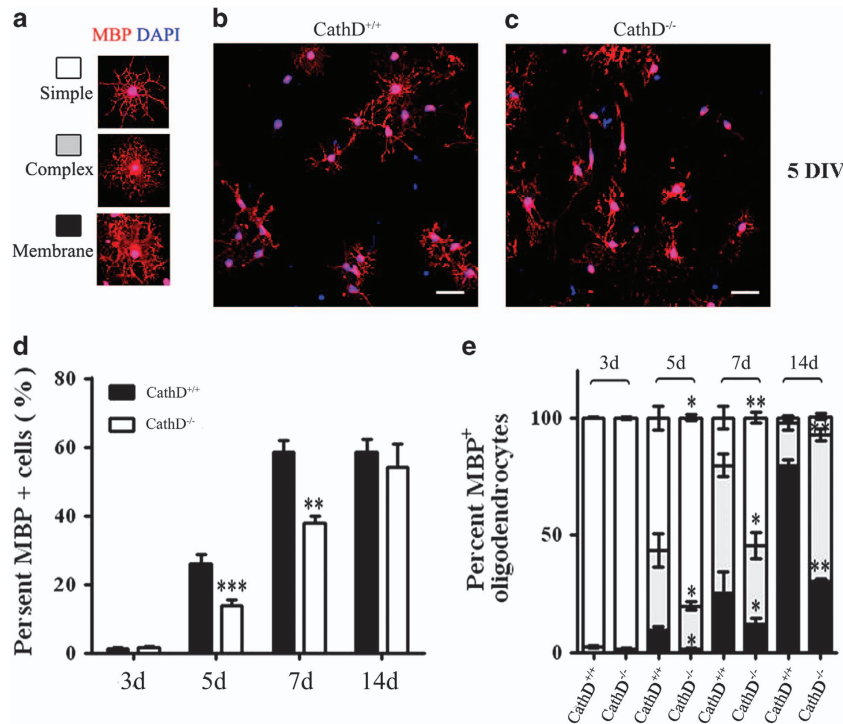 a
MBP DAPI
Simple
Complex
Membrane
b
CathD+/+
c
CathD-/-
5 DIV
d
Persent MBP + cells ( %)
80
60
40
20
0
CathD+/+
CathD-/-
***
**
3d
5d
7d
14d
e
Percent MBP+
oligodendrocytes
100
50
0
3d
5d
7d
14d
*
**
**
*
**
*
*
*
CathD+/+
CathD-/-
CathD+/+
CathD-/-
CathD+/+
CathD-/-
CathD+/+
CathD-/-